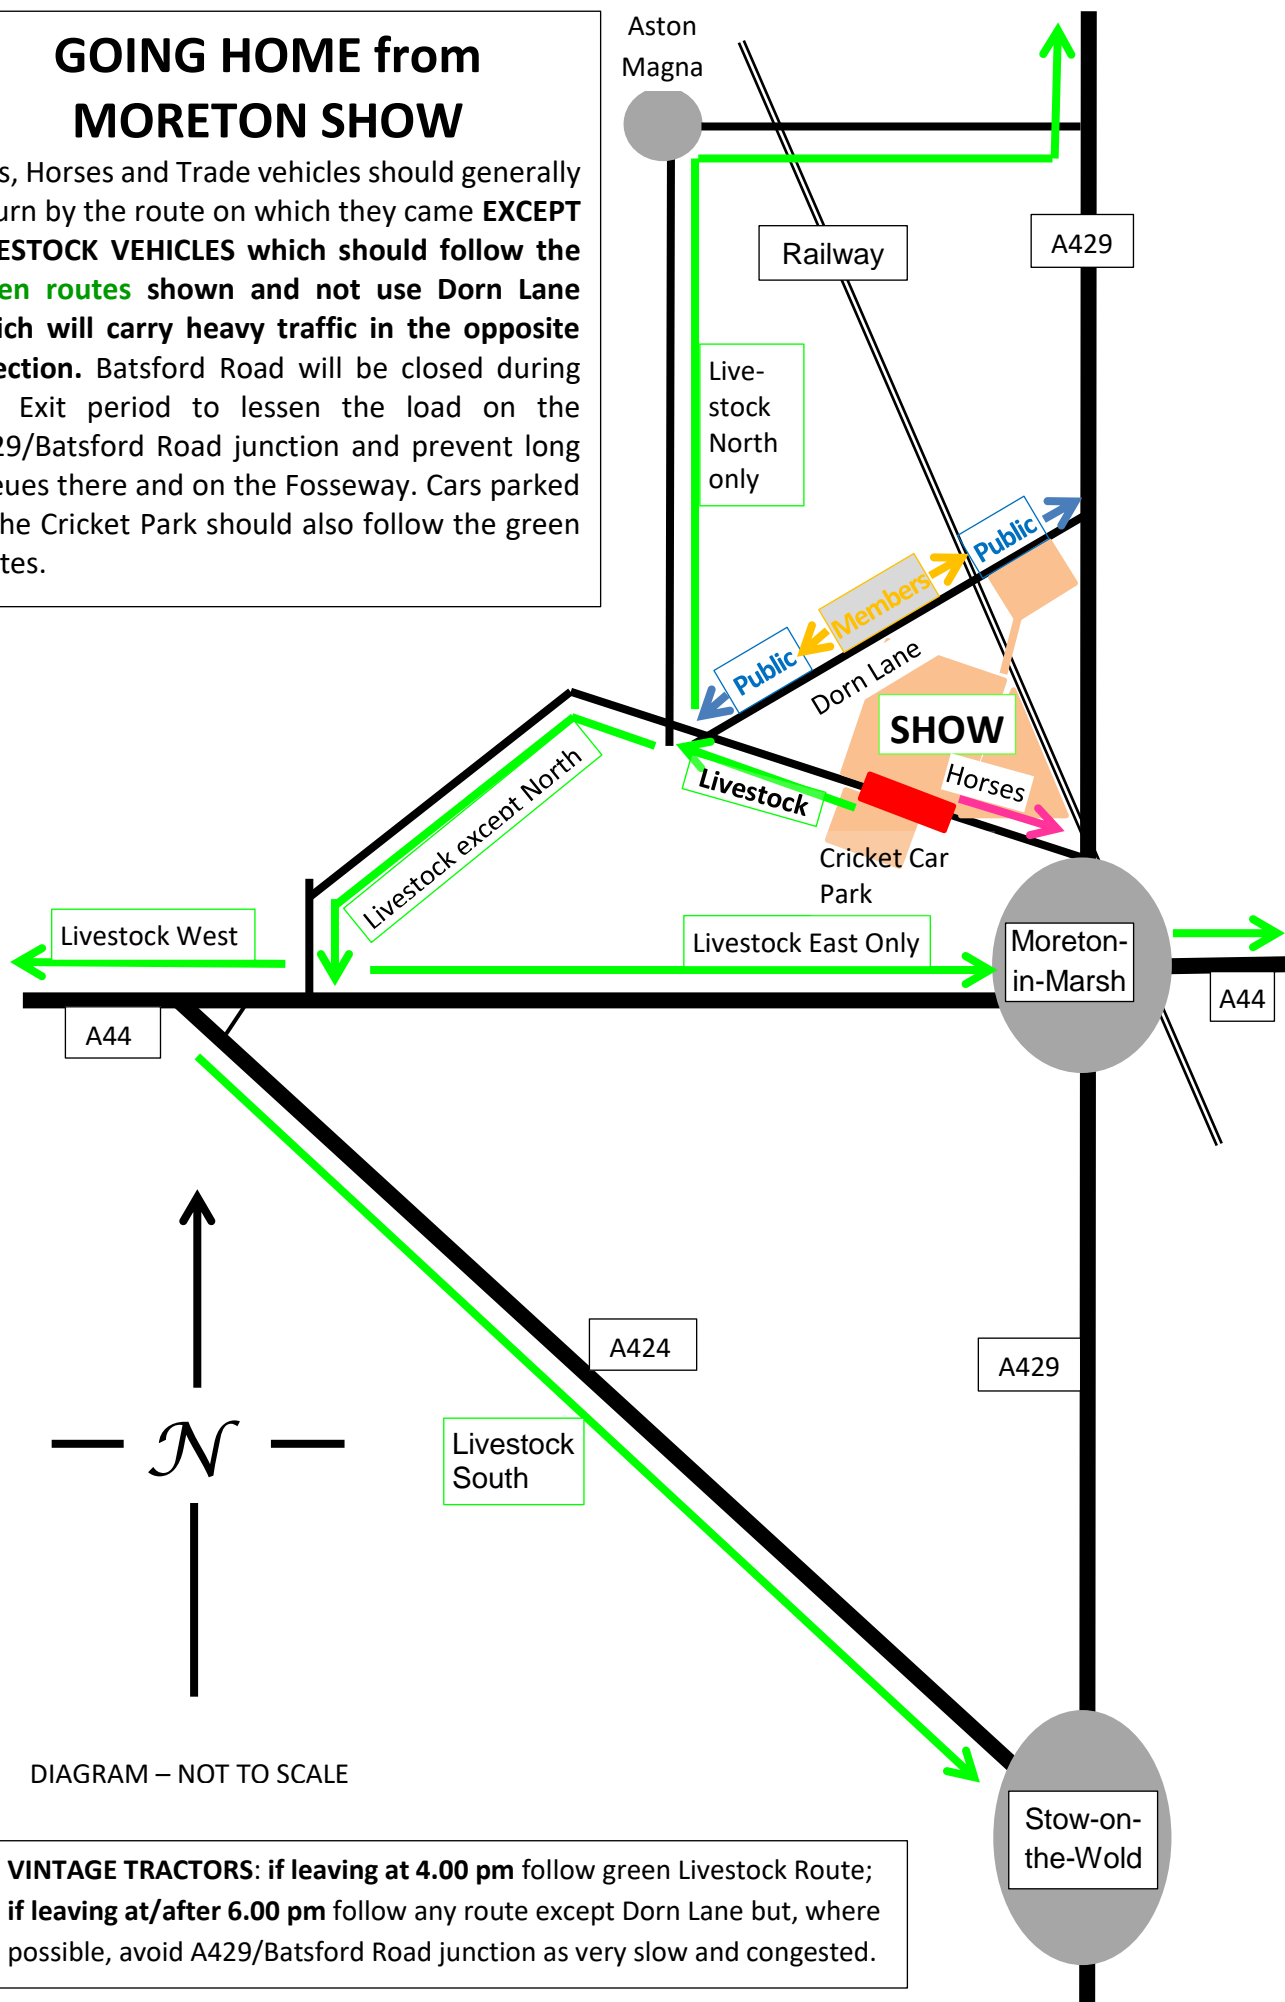 GOING HOME from
MORETON SHOW
s, Horses and Trade vehicles should generally
urn by the route on which they came EXCEPT
ESTOCK VEHICLES which should follow the
en routes shown and not use Dorn Lane
ich will carry heavy traffic in the opposite
ection. Batsford Road will be closed during
Exit period to lessen the load on the
29/Batsford Road junction and prevent long
eues there and on the Fosseway. Cars parked
he Cricket Park should also follow the green
tes.
Aston
Magna
Railway
A429
Live-
stock
North
only
Public
Members
Public
Dorn Lane
SHOW
Horses
Livestock
Livestock except North
Cricket Car
Park
Livestock West
Livestock East Only
Moreton-
in-Marsh
A44
A44
A424
A429
N
Livestock
South
DIAGRAM – NOT TO SCALE
Stow-on-
the-Wold
VINTAGE TRACTORS: if leaving at 4.00 pm follow green Livestock Route;
if leaving at/after 6.00 pm follow any route except Dorn Lane but, where
possible, avoid A429/Batsford Road junction as very slow and congested.